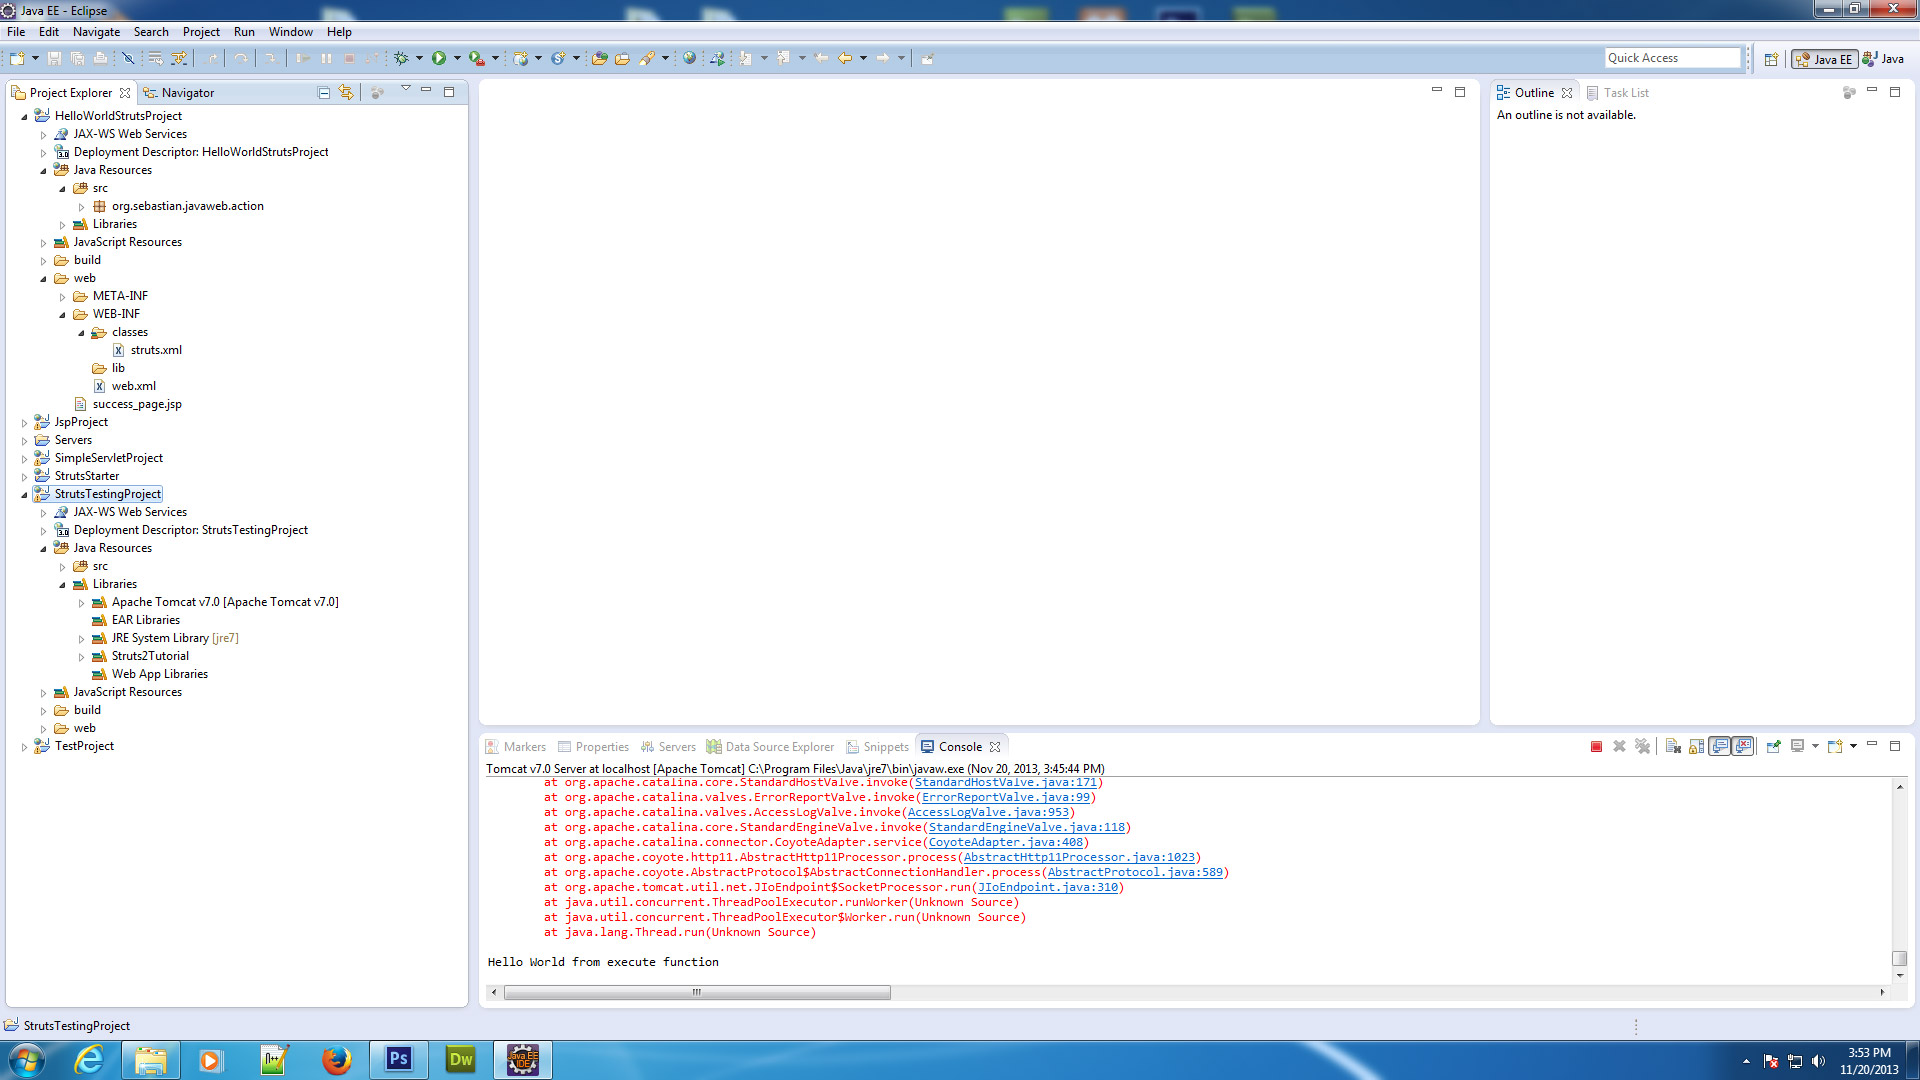 Java EE - Eclipse
File Edit Navigate Search Project Run Window Help
Quick Access
Java EE
Java
Project Explorer
Navigator
HelloWorldStrutsProject
JAX-WS Web Services
Deployment Descriptor: HelloWorldStrutsProject
Java Resources
src
org.sebastian.javaweb.action
Libraries
JavaScript Resources
build
web
META-INF
WEB-INF
classes
struts.xml
lib
web.xml
success_page.jsp
JspProject
Servers
SimpleServletProject
StrutsStarter
StrutsTestingProject
JAX-WS Web Services
Deployment Descriptor: StrutsTestingProject
Java Resources
src
Libraries
Apache Tomcat v7.0 [Apache Tomcat v7.0]
EAR Libraries
JRE System Library [jre7]
Struts2Tutorial
Web App Libraries
JavaScript Resources
build
web
TestProject
Outline
Task List
An outline is not available.
Markers
Properties
Servers
Data Source Explorer
Snippets
Console
Tomcat v7.0 Server at localhost [Apache Tomcat] C:\Program Files\Java\jre7\bin\javaw.exe (Nov 20, 2013, 3:45:44 PM)
at org.apache.catalina.core.StandardHostValve.invoke(StandardHostValve.java:171)
at org.apache.catalina.valves.ErrorReportValve.invoke(ErrorReportValve.java:99)
at org.apache.catalina.valves.AccessLogValve.invoke(AccessLogValve.java:953)
at org.apache.catalina.core.StandardEngineValve.invoke(StandardEngineValve.java:118)
at org.apache.catalina.connector.CoyoteAdapter.service(CoyoteAdapter.java:408)
at org.apache.coyote.http11.AbstractHttp11Processor.process(AbstractHttp11Processor.java:1023)
at org.apache.coyote.AbstractProtocol$AbstractConnectionHandler.process(AbstractProtocol.java:589)
at org.apache.tomcat.util.net.JIoEndpoint$SocketProcessor.run(JIoEndpoint.java:310)
at java.util.concurrent.ThreadPoolExecutor.runWorker(Unknown Source)
at java.util.concurrent.ThreadPoolExecutor$Worker.run(Unknown Source)
at java.lang.Thread.run(Unknown Source)
Hello World from execute function
StrutsTestingProject
Ps
Dw
Java EE
IDE
3:53 PM
11/20/2013